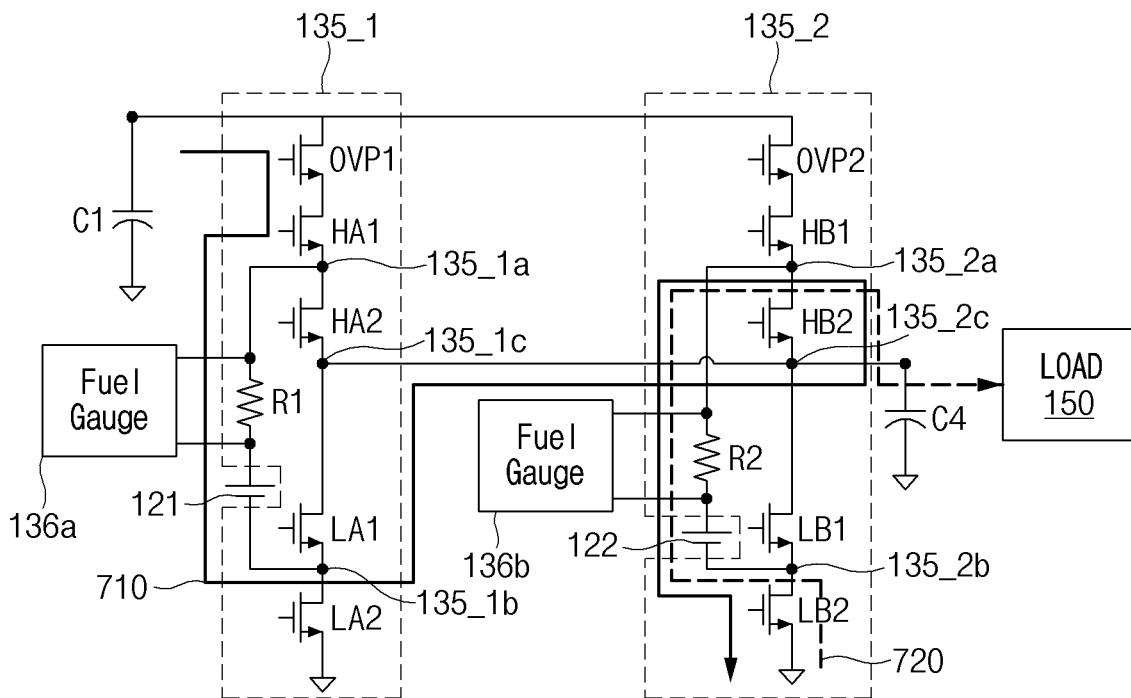 135_1
135_2
OVP1
OVP2
C1
HA1
HB1
135_1a
135_2a
HA2
HB2
135_1c
135_2c
Fuel
Gauge
R1
LOAD
150
Fuel
Gauge
R2
C4
121
136a
LA1
122
LB1
136b
710
135_1b
135_2b
LA2
LB2
720